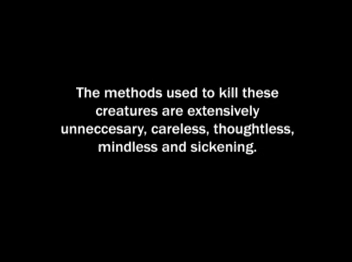 The methods used to kill these
creatures are extensively
unneccesary, careless, thoughtless,
mindless and sickening.